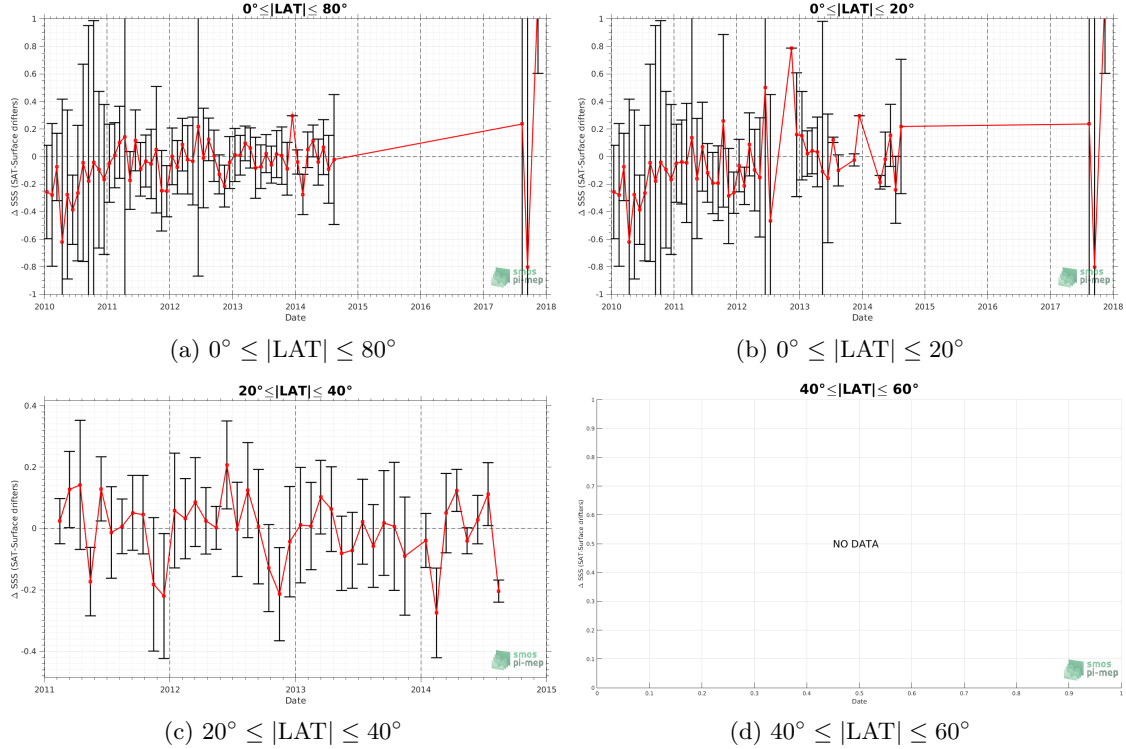 0°≤|LAT|≤ 80°
Δ SSS (SAT-Surface drifters)
1
0.8
0.6
0.4
0.2
0
-0.2
-0.4
-0.6
-0.8
-1
2010 2011 2012 2013 2014 2015 2016 2017 2018
Date
smos
pi-mep
(a) 0° ≤ |LAT| ≤ 80°
0°≤|LAT|≤ 20°
Δ SSS (SAT-Surface drifters)
1
0.8
0.6
0.4
0.2
0
-0.2
-0.4
-0.6
-0.8
-1
2010 2011 2012 2013 2014 2015 2016 2017 2018
Date
smos
pi-mep
(b) 0° ≤ |LAT| ≤ 20°
20°≤|LAT|≤ 40°
Δ SSS (SAT-Surface drifters)
0.4
0.2
0
-0.2
-0.4
2011 2012 2013 2014 2015
Date
smos
pi-mep
(c) 20° ≤ |LAT| ≤ 40°
40°≤|LAT|≤ 60°
Δ SSS (SAT-Surface drifters)
1
0.9
0.8
0.7
0.6
0.5
0.4
0.3
0.2
0.1
0
NO DATA
0 0.1 0.2 0.3 0.4 0.5 0.6 0.7 0.8 0.9 1
Date
smos
pi-mep
(d) 40° ≤ |LAT| ≤ 60°